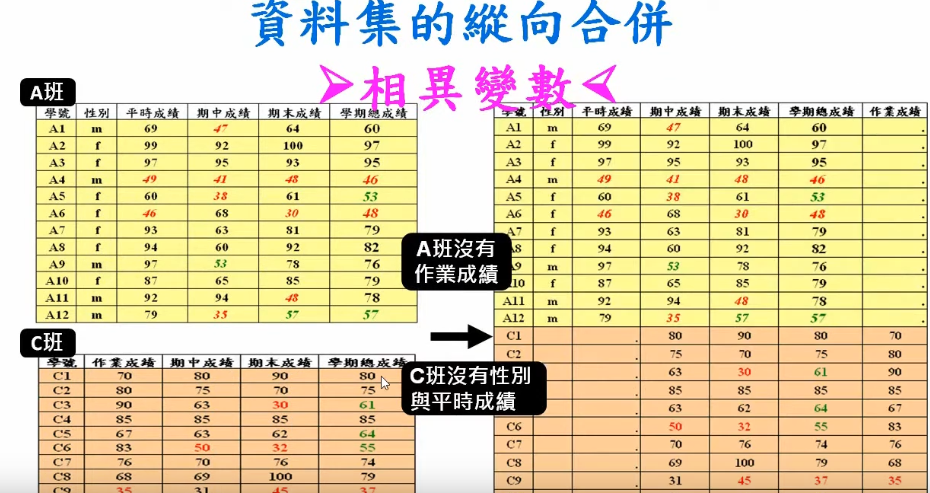 資料集的縱向合併
➢相異變數
A班
學號 性別 平時成績 期中成績 期末成績 學期總成績
A1 m 69 47 64 60
A2 f 99 92 100 97
A3 f 97 95 93 95
A4 m 49 41 48 46
A5 f 60 38 61 53
A6 f 46 68 30 48
A7 f 93 63 81 79
A8 f 94 60 92 82
A9 m 97 53 78 76
A10 f 87 65 85 79
A11 m 92 94 48 78
A12 m 79 35 57 57
C班
學號 作業成績 期中成績 期末成績 學期總成績
C1 70 80 90 80
C2 80 75 70 75
C3 90 63 30 61
C4 85 85 85 85
C5 67 63 62 64
C6 83 50 32 55
C7 76 70 76 74
C8 68 69 100 79
C9 35 31 45 37
A班沒有
作業成績
C班沒有性別
與平時成績
學號 性別 平時成績 期中成績 期末成績 學期總成績 作業成績
A1 m 69 47 64 60 .
A2 f 99 92 100 97 .
A3 f 97 95 93 95 .
A4 m 49 41 48 46 .
A5 f 60 38 61 53 .
A6 f 46 68 30 48 .
A7 f 93 63 81 79 .
A8 f 94 60 92 82 .
A9 m 97 53 78 76 .
A10 f 87 65 85 79 .
A11 m 92 94 48 78 .
A12 m 79 35 57 57 .
C1 . 80 90 80 70
C2 . 75 70 75 80
. 63 30 61 90
. 85 85 85 85
. 63 62 64 67
C6 . 50 32 55 83
C7 . 70 76 74 76
C8 . 69 100 79 68
C9 . 31 45 37 35